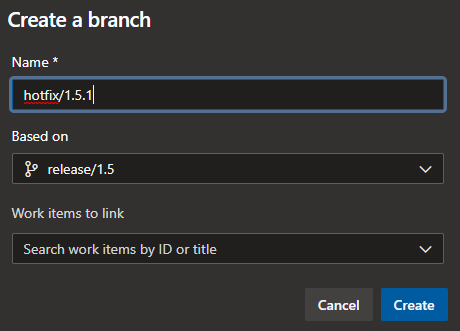 Create a branch
Name *
hotfix/1.5.1
Based on
release/1.5
Work items to link
Search work items by ID or title
Cancel
Create